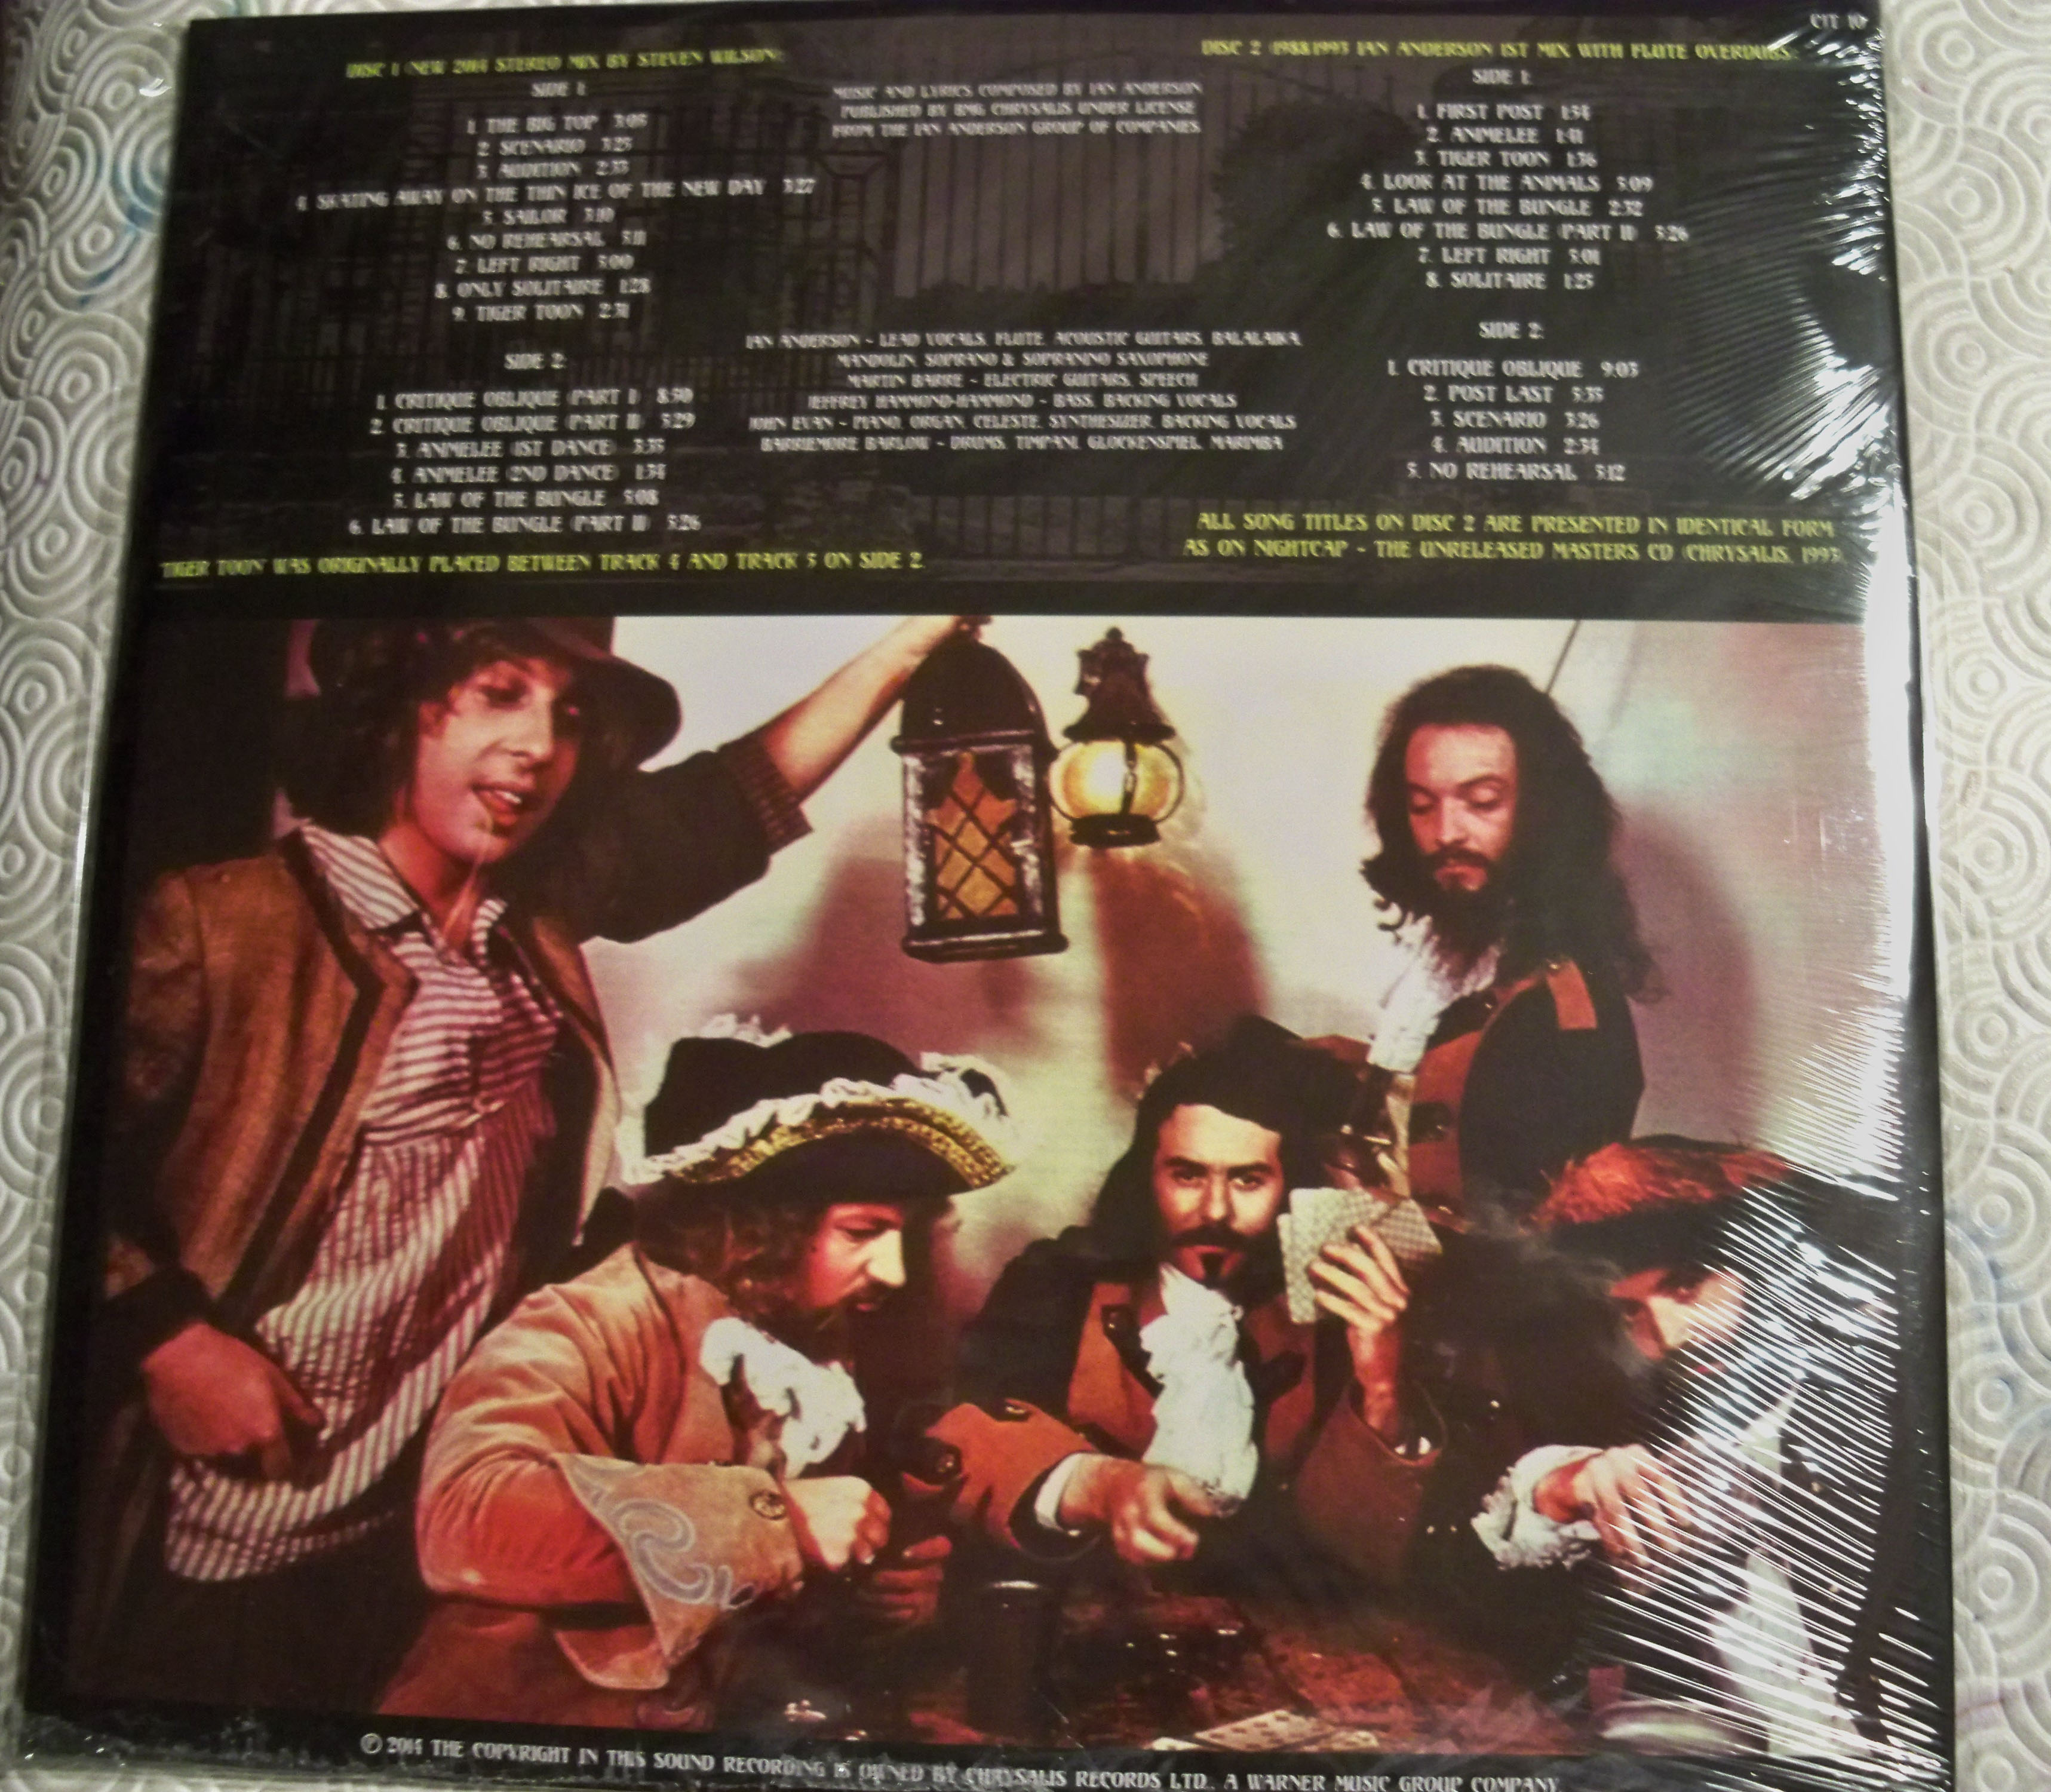 CIT 10
DISC 1 (NEW 2014 STEREO MIX BY STEVEN WILSON):
SIDE 1:
1. THE BIG TOP 3:05
2. SCENARIO 3:25
3. AUDITION 2:33
4. SKATING AWAY ON THE THIN ICE OF THE NEW DAY 3:27
5. SAILOR 3:10
6. NO REHEARSAL 5:11
7. LEFT RIGHT 5:00
8. ONLY SOLITAIRE 1:28
9. TIGER TOON 2:31
SIDE 2:
1. CRITIQUE OBLIQUE (PART I) 8:50
2. CRITIQUE OBLIQUE (PART II) 5:29
3. ANIMELEE (1ST DANCE) 3:35
4. ANIMELEE (2ND DANCE) 1:34
5. LAW OF THE BUNGLE 5:08
6. LAW OF THE BUNGLE (PART II) 5:26
'TIGER TOON' WAS ORIGINALLY PLACED BETWEEN TRACK 4 AND TRACK 5 ON SIDE 2.
MUSIC AND LYRICS COMPOSED BY IAN ANDERSON
PUBLISHED BY BMG CHRYSALIS UNDER LICENSE
FROM THE IAN ANDERSON GROUP OF COMPANIES.
IAN ANDERSON - LEAD VOCALS, FLUTE, ACOUSTIC GUITARS, BALALAIKA,
MANDOLIN, SOPRANO & SOPRANINO SAXOPHONE
MARTIN BARRE - ELECTRIC GUITARS, SPEECH
JEFFREY HAMMOND-HAMMOND - BASS, BACKING VOCALS
JOHN EVAN - PIANO, ORGAN, CELESTE, SYNTHESIZER, BACKING VOCALS
BARRIEMORE BARLOW - DRUMS, TIMPANI, GLOCKENSPIEL, MARIMBA
DISC 2 (1988/1993 IAN ANDERSON 1ST MIX WITH FLUTE OVERDUBS):
SIDE 1:
1. FIRST POST 1:54
2. ANIMELEE 1:41
3. TIGER TOON 1:36
4. LOOK AT THE ANIMALS 5:09
5. LAW OF THE BUNGLE 2:32
6. LAW OF THE BUNGLE (PART II) 5:26
7. LEFT RIGHT 5:01
8. SOLITAIRE 1:25
SIDE 2:
1. CRITIQUE OBLIQUE 9:03
2. POST LAST 5:35
3. SCENARIO 3:26
4. AUDITION 2:34
5. NO REHEARSAL 5:12
ALL SONG TITLES ON DISC 2 ARE PRESENTED IN IDENTICAL FORM
AS ON NIGHTCAP - THE UNRELEASED MASTERS CD (CHRYSALIS, 1993).
℗ 2014 THE COPYRIGHT IN THIS SOUND RECORDING IS OWNED BY CHRYSALIS RECORDS LTD., A WARNER MUSIC GROUP COMPANY.